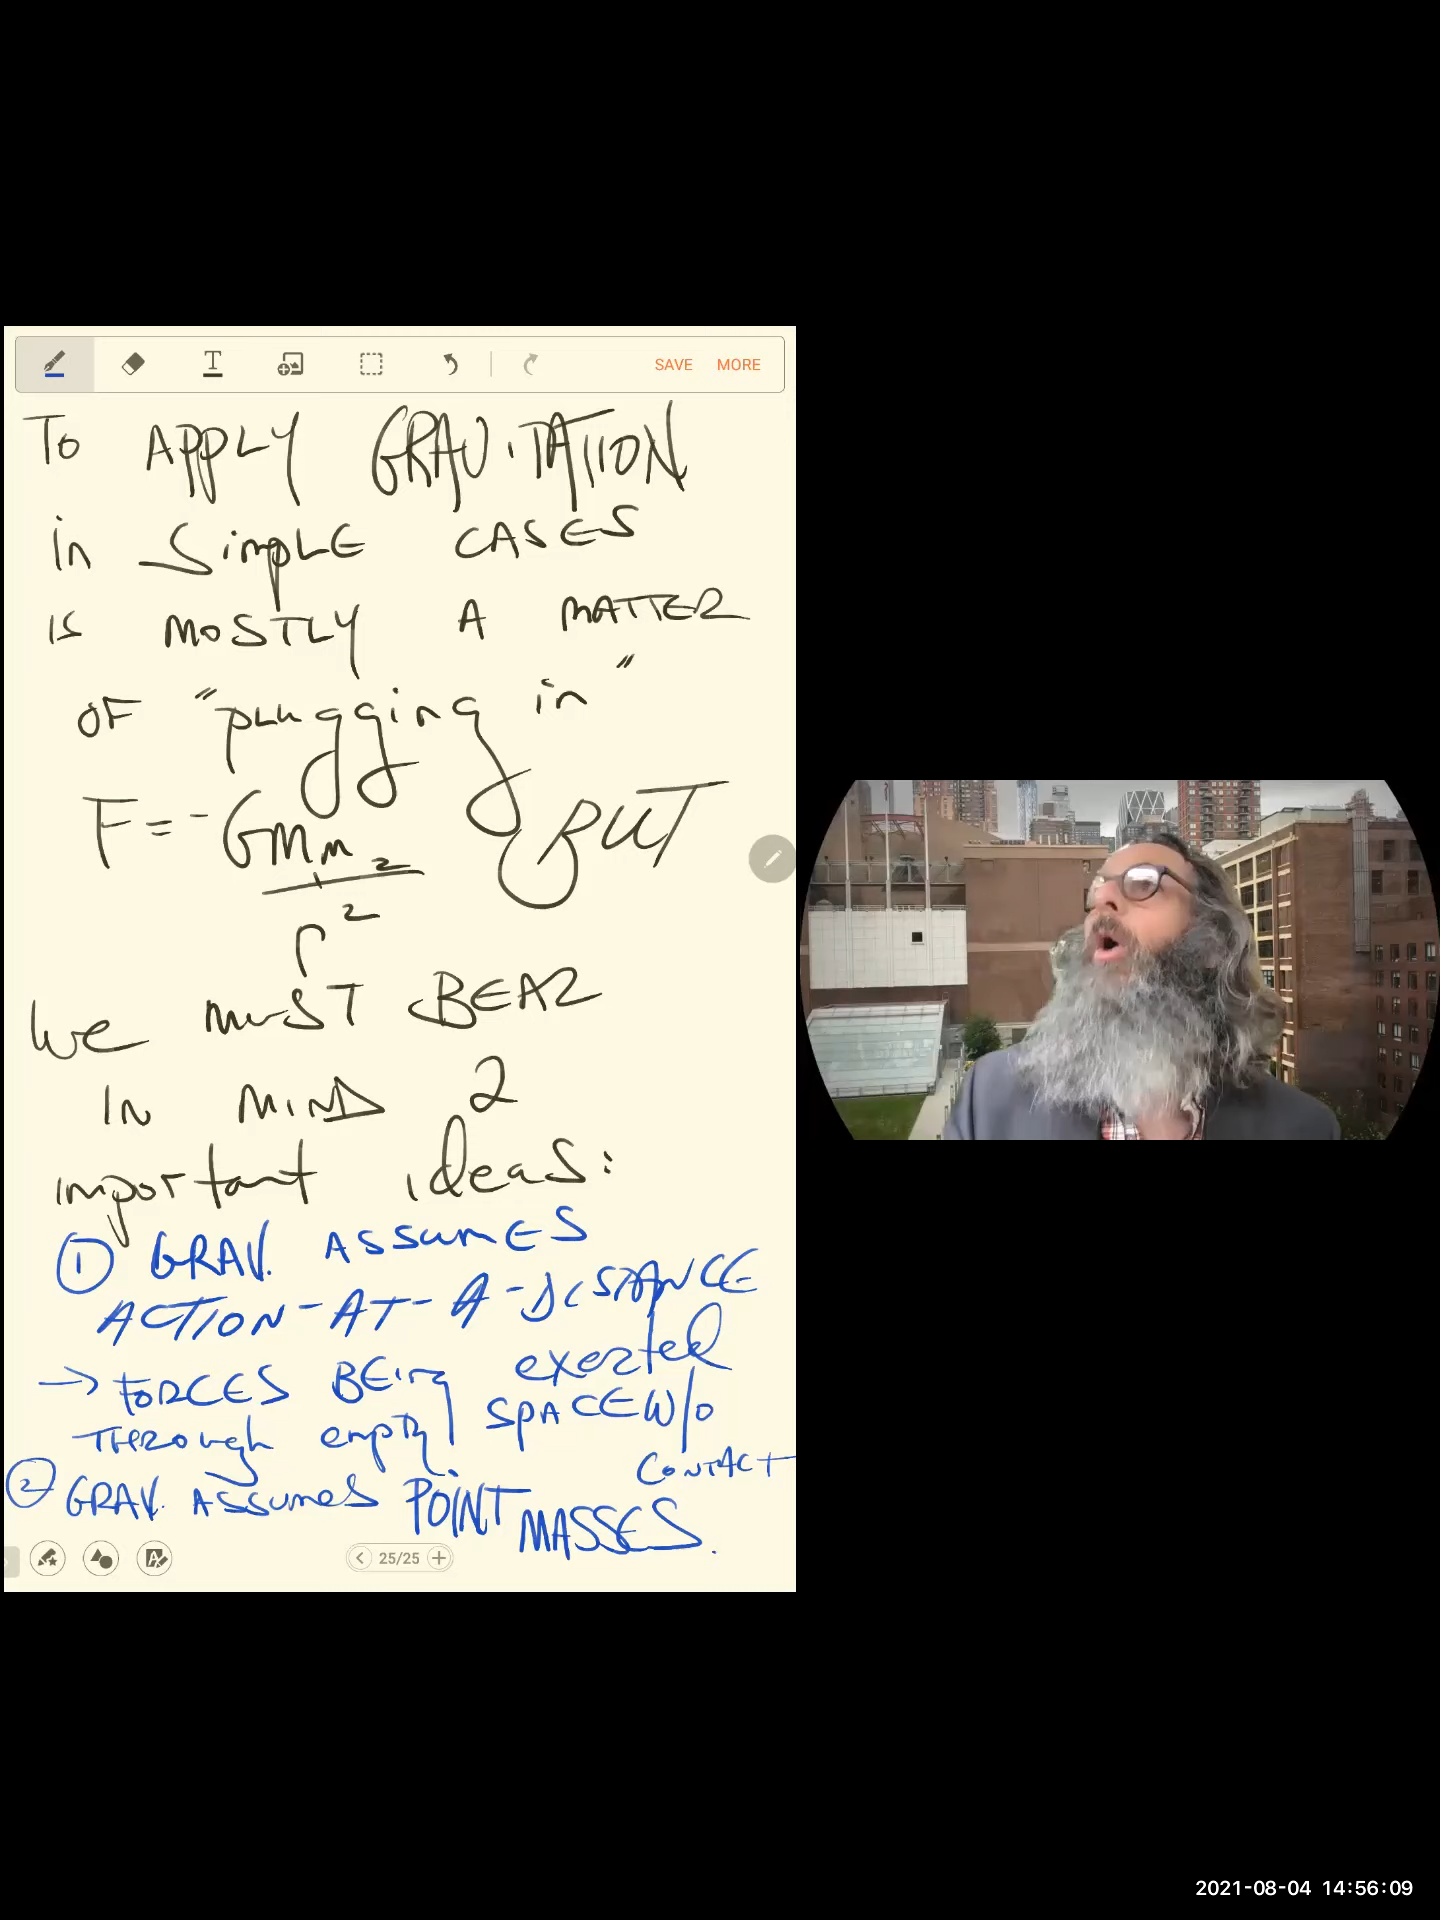 T
SAVE MORE
To APPLY GRAVITATION
in SimpLE CASES
is MOSTLY A MATTER
OF "plugging in"
F = -Gm₁m₂ BUT
r²
We MUST BEAR
IN MIND 2
important ideas:
① GRAV. ASSUMES
ACTION-AT-A-DISTANCE
→ FORCES BEing exerted
THROUGH empty SPACE W/O
CONTACT
② GRAV. ASSUMES POINT MASSES.
25/25
2021-08-04 14:56:09